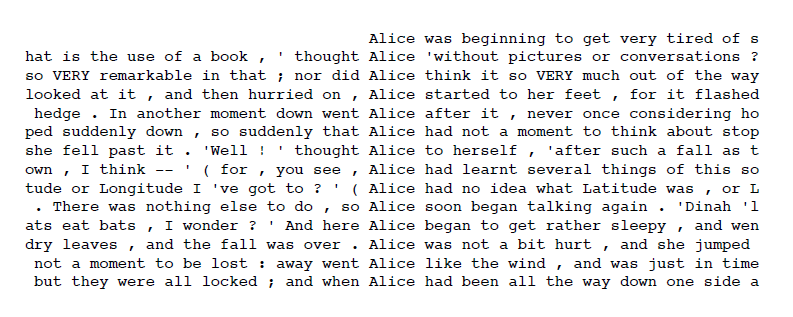 Alice was beginning to get very tired of s
hat is the use of a book , ' thought Alice 'without pictures or conversations ?
so VERY remarkable in that ; nor did Alice think it so VERY much out of the way
looked at it , and then hurried on , Alice started to her feet , for it flashed
hedge . In another moment down went Alice after it , never once considering ho
ped suddenly down , so suddenly that Alice had not a moment to think about stop
she fell past it . 'Well ! ' thought Alice to herself , 'after such a fall as t
own , I think -- ' ( for , you see , Alice had learnt several things of this so
tude or Longitude I 've got to ? ' ( Alice had no idea what Latitude was , or L
. There was nothing else to do , so Alice soon began talking again . 'Dinah 'l
ats eat bats , I wonder ? ' And here Alice began to get rather sleepy , and wen
dry leaves , and the fall was over . Alice was not a bit hurt , and she jumped
not a moment to be lost : away went Alice like the wind , and was just in time
but they were all locked ; and when Alice had been all the way down one side a